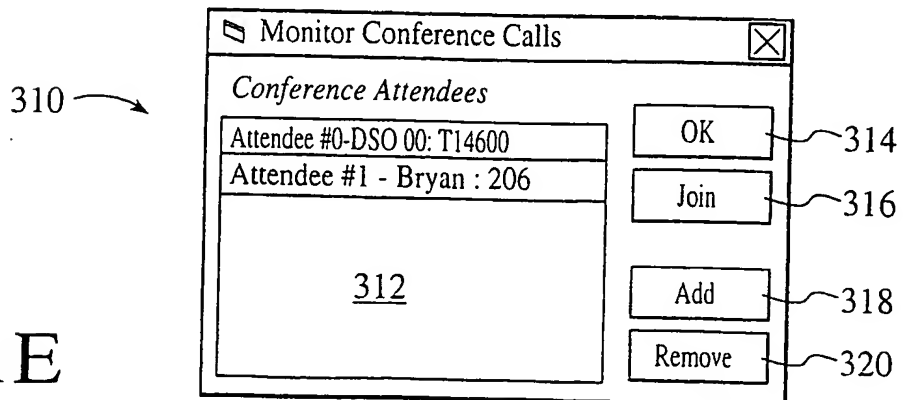 Monitor Conference Calls
310
Conference Attendees
Attendee #0-DSO 00: T14600
Attendee #1 - Bryan : 206
312
OK
314
Join
316
Add
318
Remove
320
E